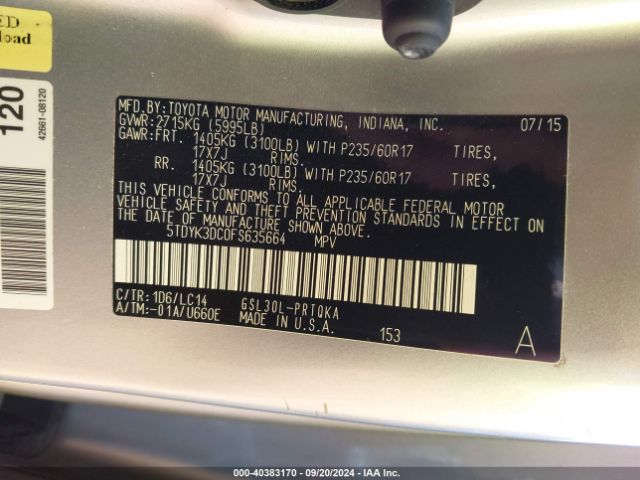 ED
load
120
42661-08120
MFD.BY:TOYOTA MOTOR MANUFACTURING, INDIANA, INC. 07/15
GVWR:2715KG (5995LB)
GAWR:FRT. 1405KG (3100LB) WITH P235/60R17 TIRES,
17X7J RIMS.
RR. 1405KG (3100LB) WITH P235/60R17 TIRES,
17X7J RIMS.
THIS VEHICLE CONFORMS TO ALL APPLICABLE FEDERAL MOTOR
VEHICLE SAFETY AND THEFT PREVENTION STANDARDS IN EFFECT ON
THE DATE OF MANUFACTURE SHOWN ABOVE.
5TDYK3DC0FS635664 MPV
C/TR: 1D6/LC14 GSL30L-PRTQKA
A/TM:-01A/U660E MADE IN U.S.A. 153 A
000-40383170 - 09/20/2024 - IAA Inc.